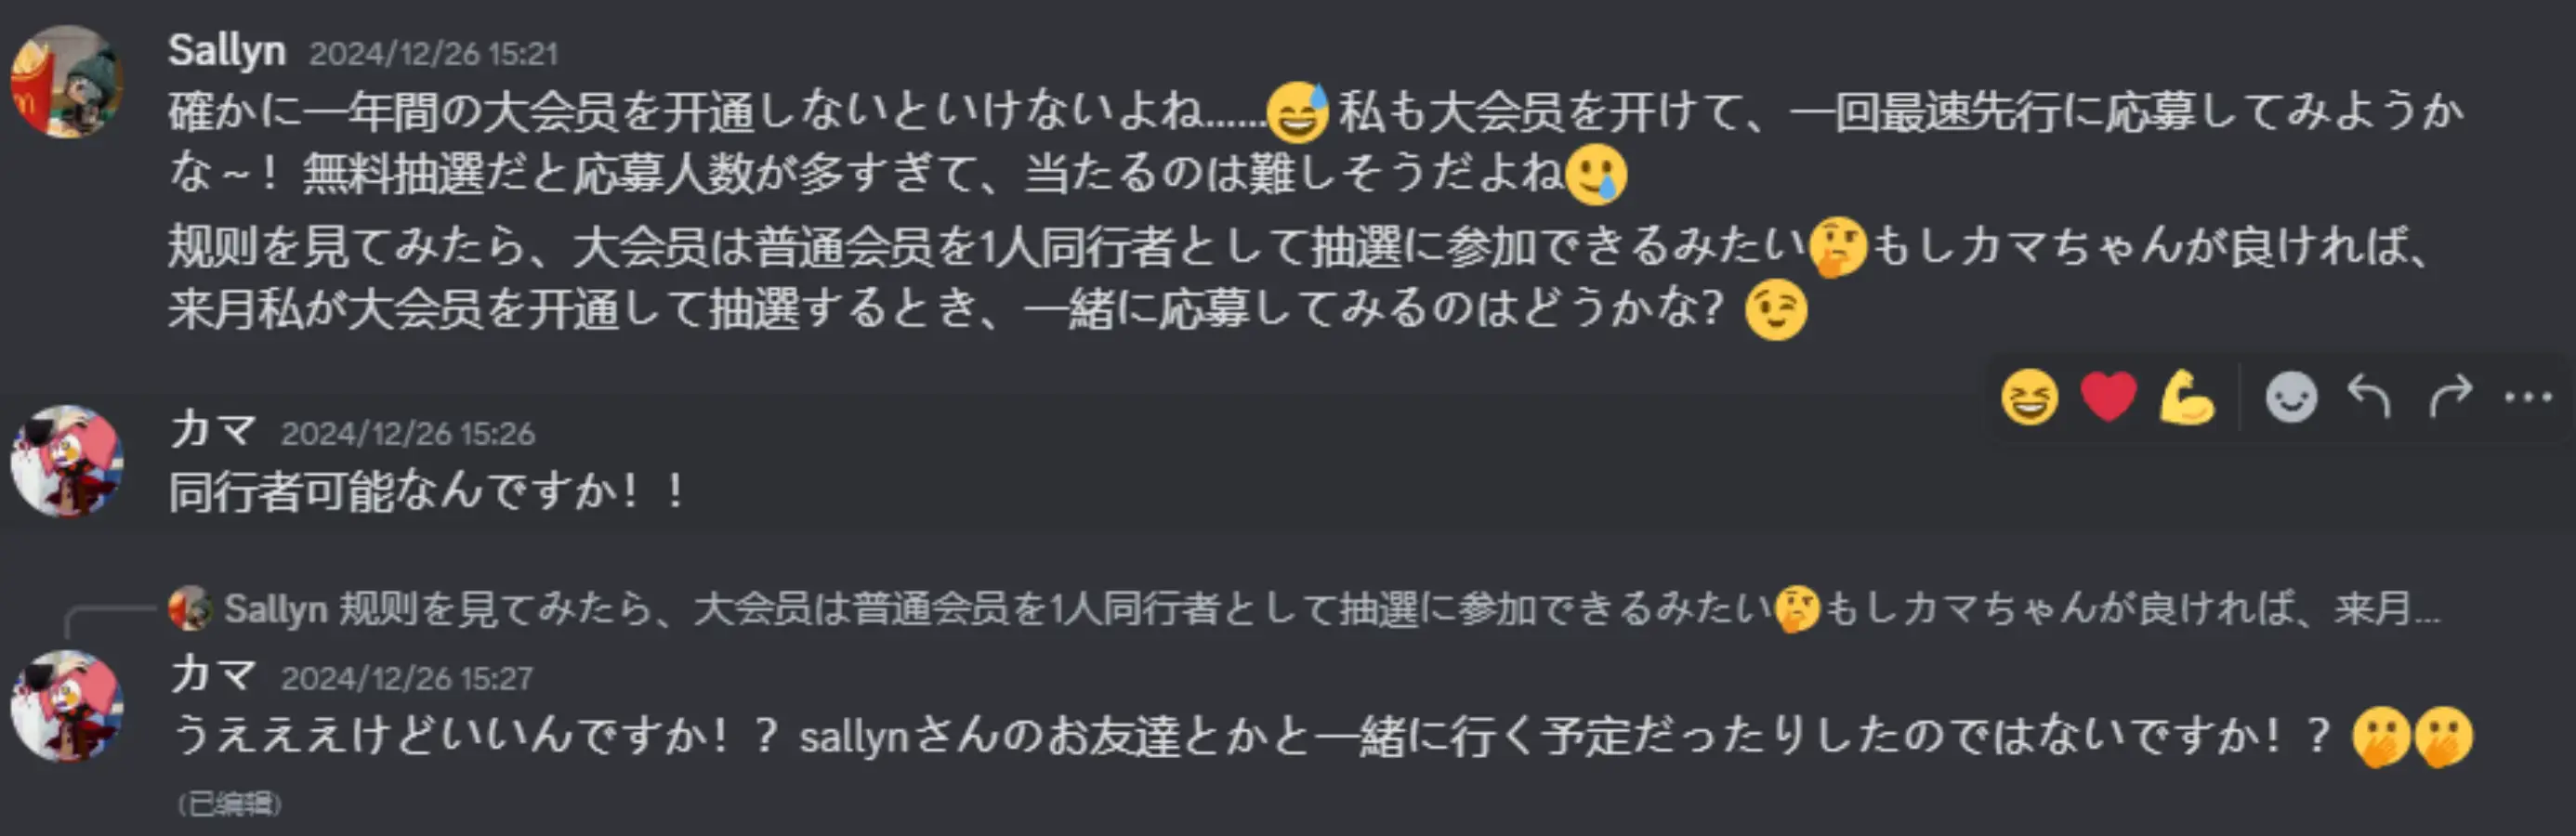 Sallyn 2024/12/26 15:21
確かに一年間の大会员を开通しないといけないよね......😅 私も大会员を开けて、一回最速先行に応募してみようか
な~！無料抽選だと応募人数が多すぎて、当たるのは難しそうだよね🥲
规则を見てみたら、大会员は普通会员を1人同行者として抽選に参加できるみたい🤔もしカマちゃんが良ければ、
来月私が大会员を开通して抽選するとき、一緒に応募してみるのはどうかな？😉
カマ 2024/12/26 15:26
同行者可能なんですか！！
Sallyn 规则を見てみたら、大会员は普通会员を1人同行者として抽選に参加できるみたい🤔もしカマちゃんが良ければ、来月...
カマ 2024/12/26 15:27
うえええけどいいんですか！？sallynさんのお友達とかと一緒に行く予定だったりしたのではないですか！？🫢🫢
(已编辑)